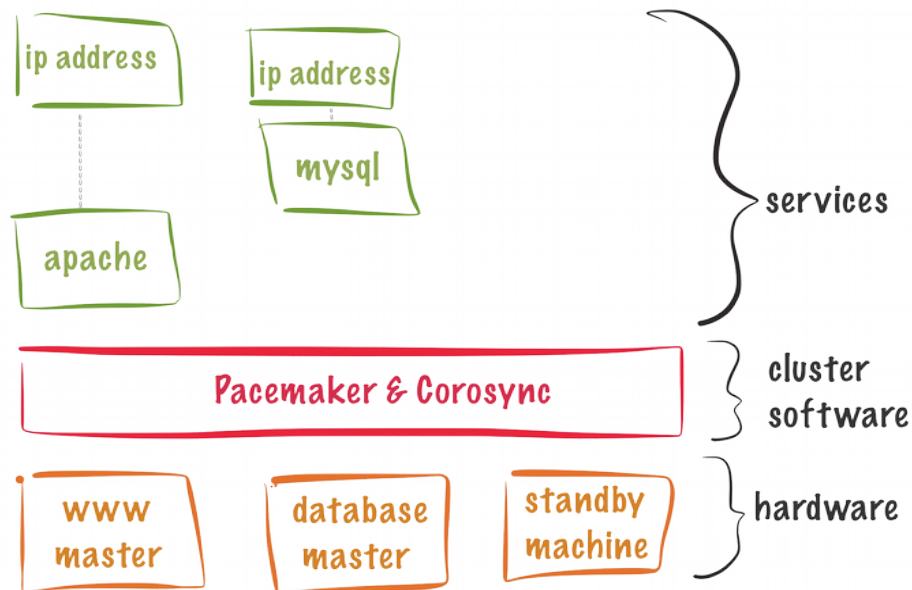 ip address
ip address
mysql
services
apache
Pacemaker & Corosync
cluster
software
www
master
database
master
standby
machine
hardware